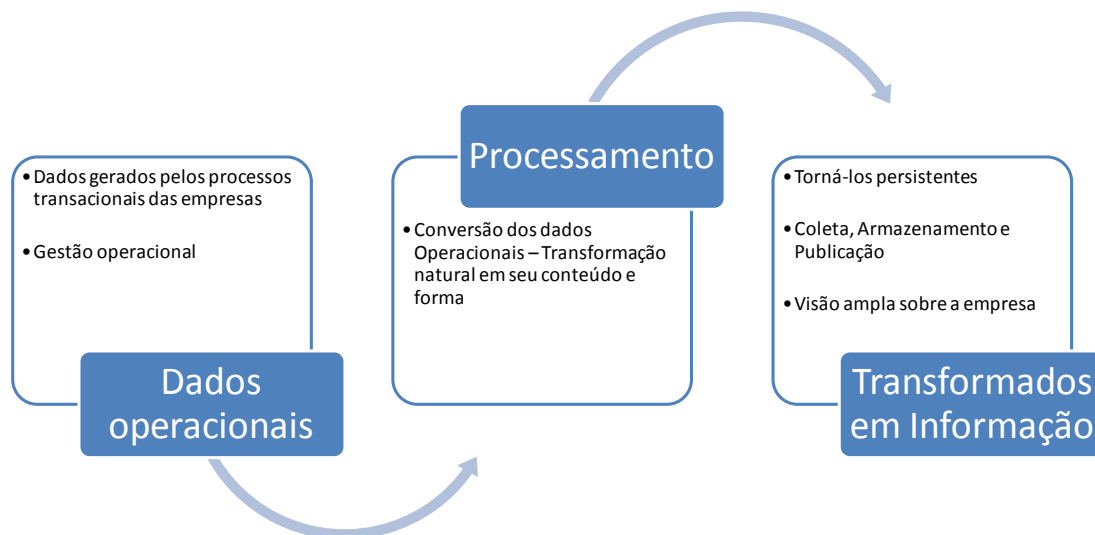 • Dados gerados pelos processos
transacionais das empresas
• Gestão operacional
Dados
operacionais
Processamento
• Conversão dos dados
Operacionais – Transformação
natural em seu conteúdo e
forma
• Torná-los persistentes
• Coleta, Armazenamento e
Publicação
• Visão ampla sobre a empresa
Transformados
em Informação